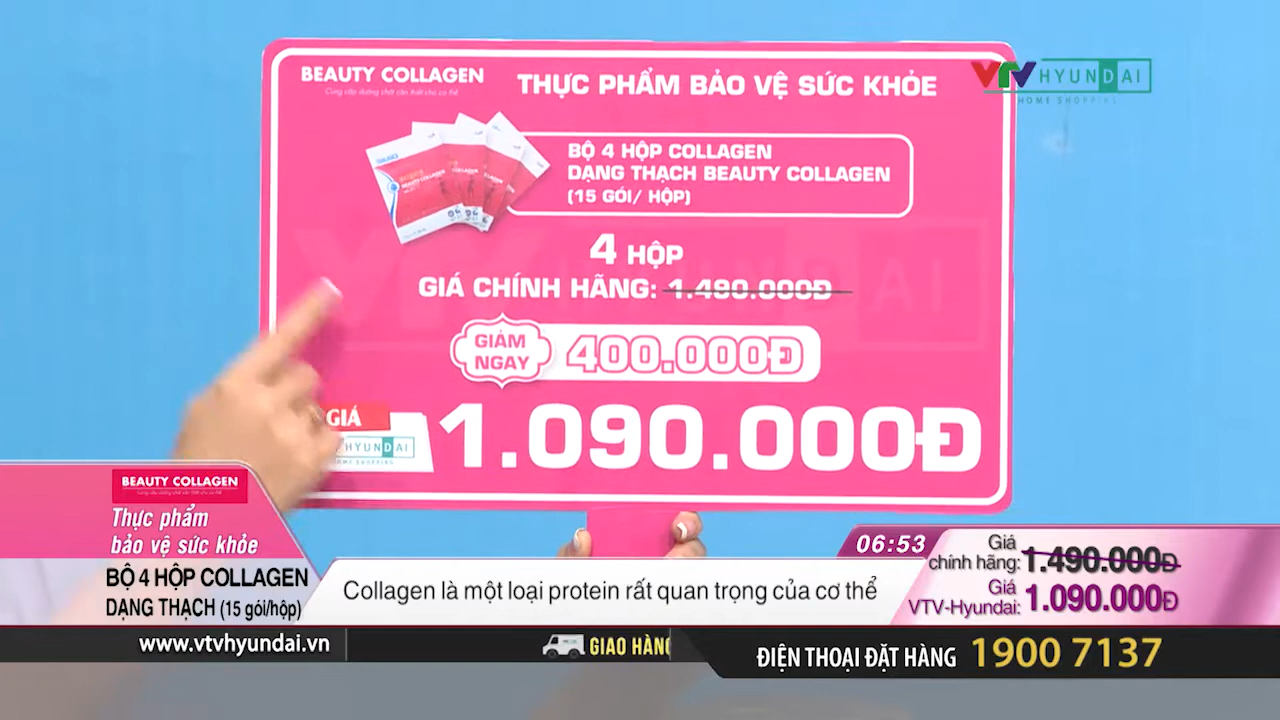 BEAUTY COLLAGEN
THỰC PHẨM BẢO VỆ SỨC KHỎE
VTV HYUNDAI
HOME SHOPPING
BỘ 4 HỘP COLLAGEN
DẠNG THẠCH BEAUTY COLLAGEN
(15 GÓI/ HỘP)
BEAUTY COLLAGEN
4 HỘP
GIÁ CHÍNH HÃNG: 1.490.000Đ
GIẢM
NGAY
400.000Đ
GIÁ
HYUNDAI
HOME SHOPPING
1.090.000Đ
BEAUTY COLLAGEN
Thực phẩm
bảo vệ sức khỏe
BỘ 4 HỘP COLLAGEN
DẠNG THẠCH (15 gói/hộp)
Collagen là một loại protein rất quan trọng của cơ thể
06:53
Giá
chính hãng: 1.490.000Đ
Giá
VTV-Hyundai: 1.090.000Đ
www.vtvhyundai.vn
GIAO HÀNG
ĐIỆN THOẠI ĐẶT HÀNG 1900 7137